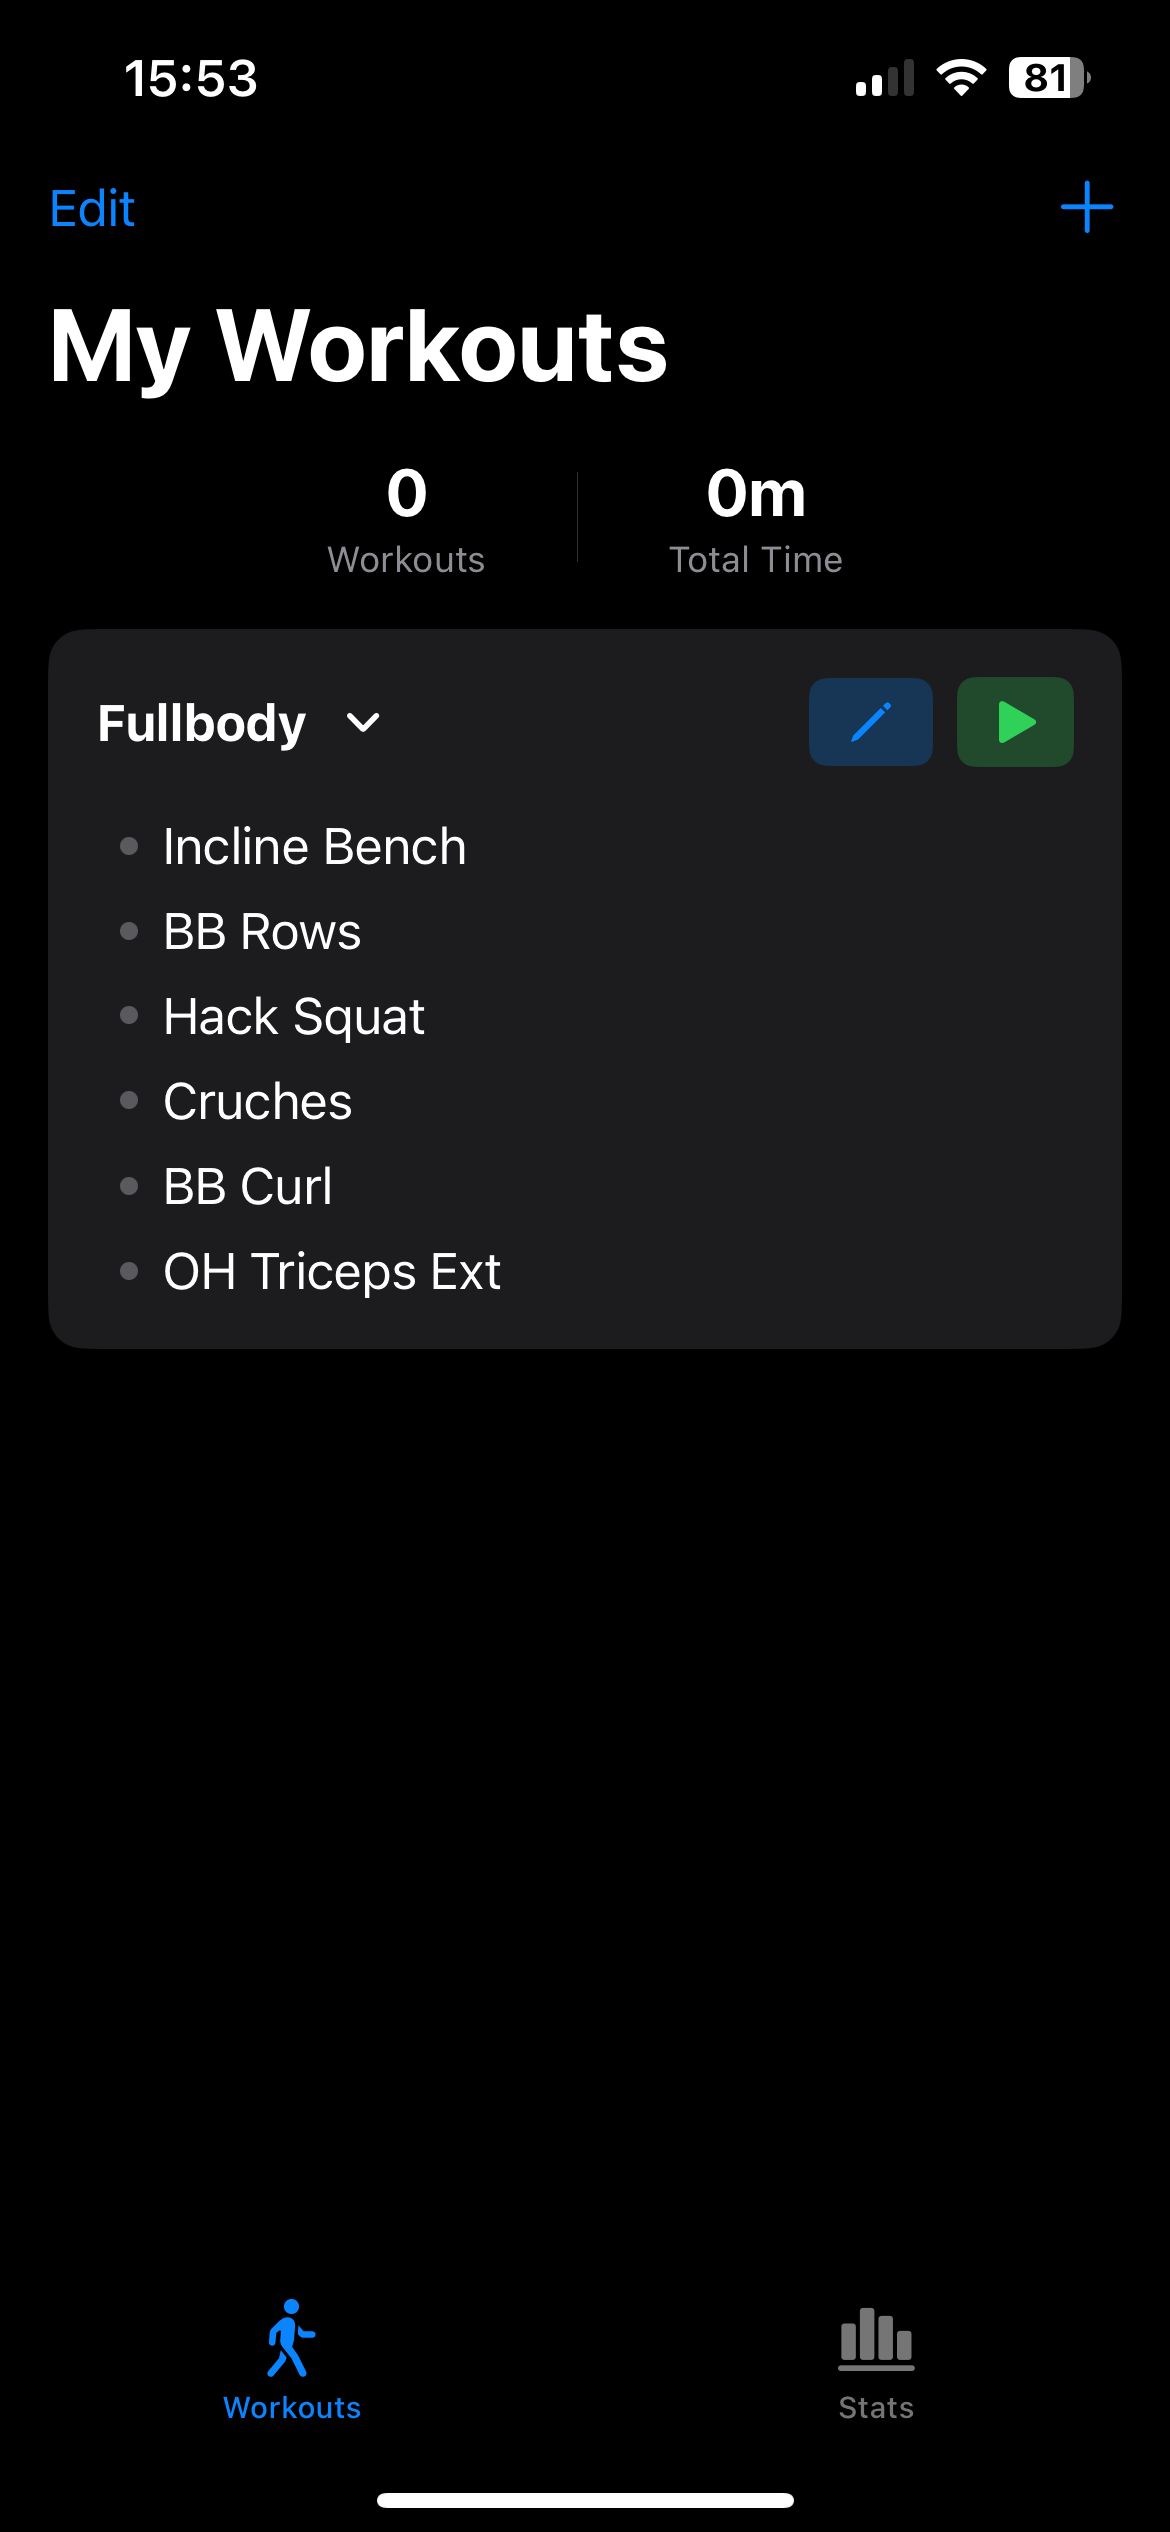 15:53
81
Edit
My Workouts
0
Workouts
0m
Total Time
Fullbody
Incline Bench
BB Rows
Hack Squat
Cruches
BB Curl
OH Triceps Ext
Workouts
Stats